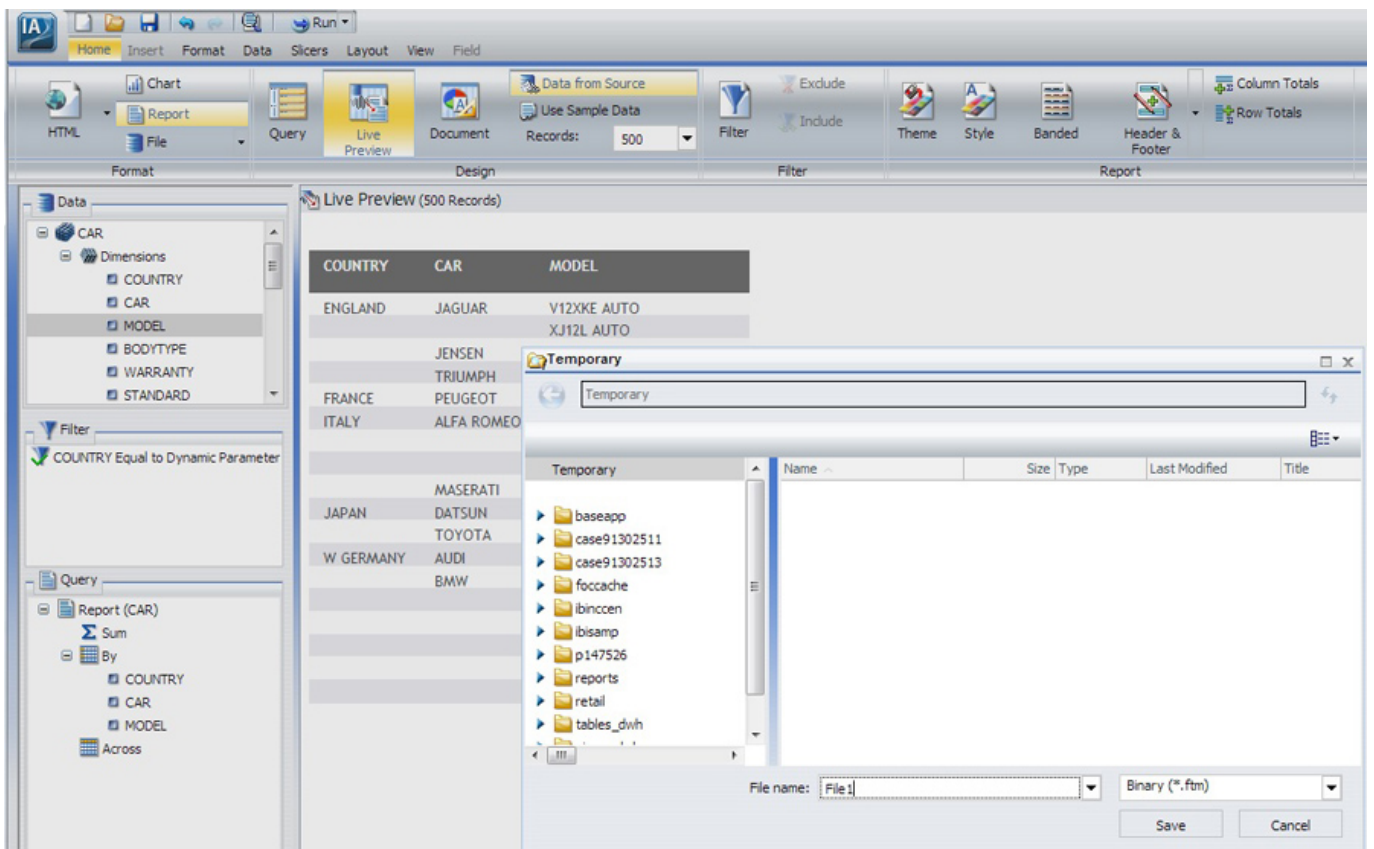 IA
Run
Home Insert Format Data Slicers Layout View Field
Chart
Report
File
HTML
Format
Query
Live Preview
Document
Data from Source
Use Sample Data
Records: 500
Design
Filter
Exclude
Include
Filter
Theme
Style
Banded
Header & Footer
Column Totals
Row Totals
Report
Data
CAR
Dimensions
COUNTRY
CAR
MODEL
BODYTYPE
WARRANTY
STANDARD
Filter
COUNTRY Equal to Dynamic Parameter
Query
Report (CAR)
Sum
By
COUNTRY
CAR
MODEL
Across
Live Preview (500 Records)
COUNTRY CAR MODEL
ENGLAND JAGUAR V12XKE AUTO
XJ12L AUTO
JENSEN
TRIUMPH
FRANCE PEUGEOT
ITALY ALFA ROMEO
MASERATI
JAPAN DATSUN
TOYOTA
W GERMANY AUDI
BMW
Temporary
Temporary
Temporary
Name Size Type Last Modified Title
baseapp
case91302511
case91302513
foccache
ibinccen
ibisamp
p147526
reports
retail
tables_dwh
File name: File1
Binary (*.ftm)
Save Cancel